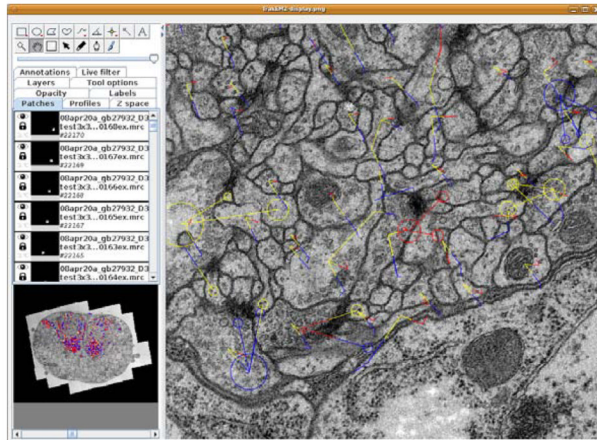 TrakEM2-display.png
Annotations Live filter
Layers Tool options
Opacity Labels
Patches Profiles Z space
08apr20a_gb27932_D3
test3x3...0160ex.mrc
#22170
08apr20a_gb27932_D3
test3x3...0167ex.mrc
#22169
08apr20a_gb27932_D3
test3x3...0166ex.mrc
#22168
08apr20a_gb27932_D3
test3x3...0165ex.mrc
#22167
08apr20a_gb27932_D3
test3x3...0163ex.mrc
#22165
08apr20a_gb27932_D3
test3x3...0164ex.mrc